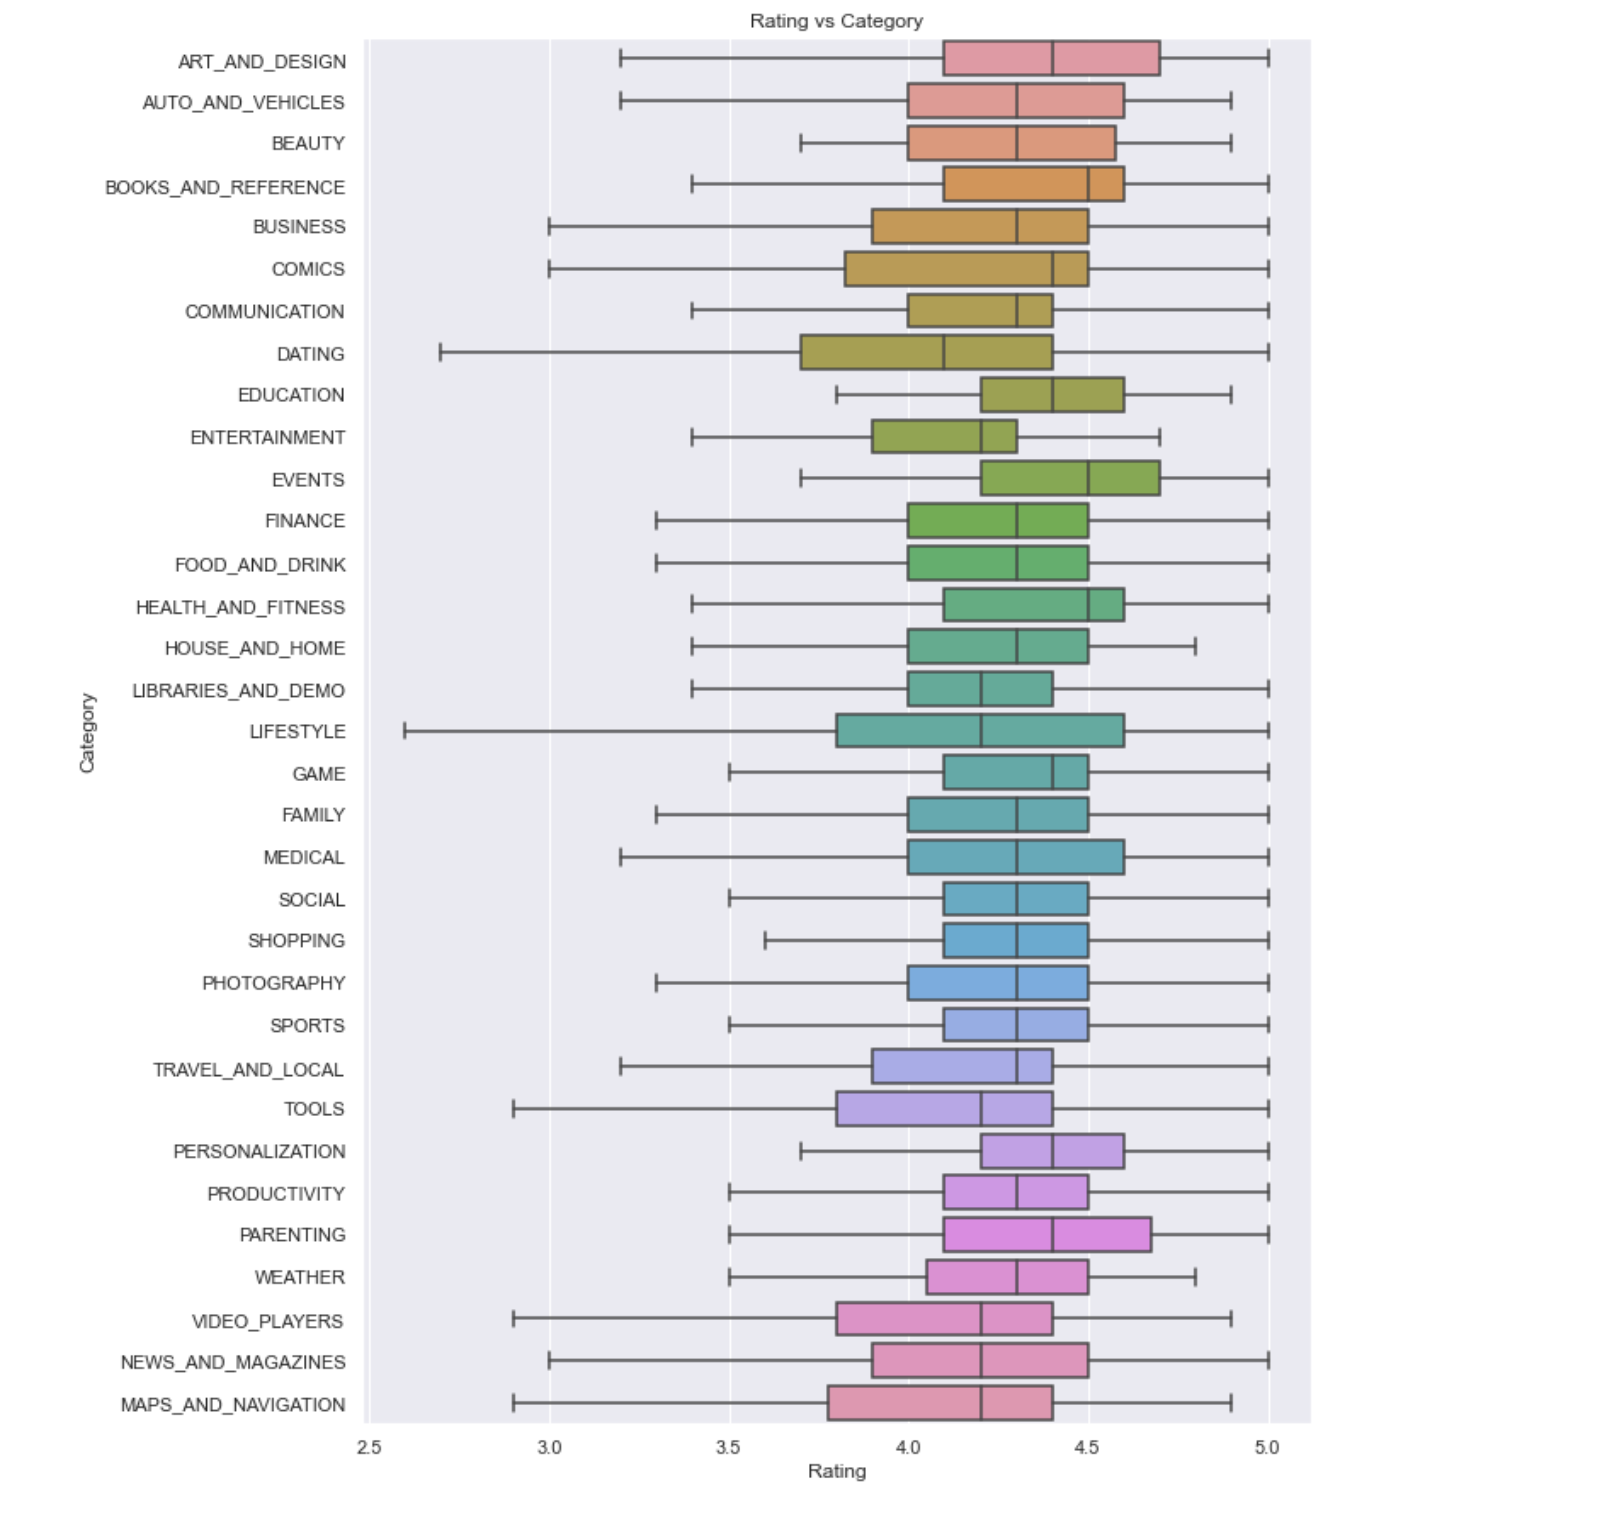 Rating vs Category
ART_AND_DESIGN
AUTO_AND_VEHICLES
BEAUTY
BOOKS_AND_REFERENCE
BUSINESS
COMICS
COMMUNICATION
DATING
EDUCATION
ENTERTAINMENT
EVENTS
FINANCE
FOOD_AND_DRINK
HEALTH_AND_FITNESS
HOUSE_AND_HOME
LIBRARIES_AND_DEMO
LIFESTYLE
GAME
FAMILY
MEDICAL
SOCIAL
SHOPPING
PHOTOGRAPHY
SPORTS
TRAVEL_AND_LOCAL
TOOLS
PERSONALIZATION
PRODUCTIVITY
PARENTING
WEATHER
VIDEO_PLAYERS
NEWS_AND_MAGAZINES
MAPS_AND_NAVIGATION
Category
2.5 3.0 3.5 4.0 4.5 5.0
Rating